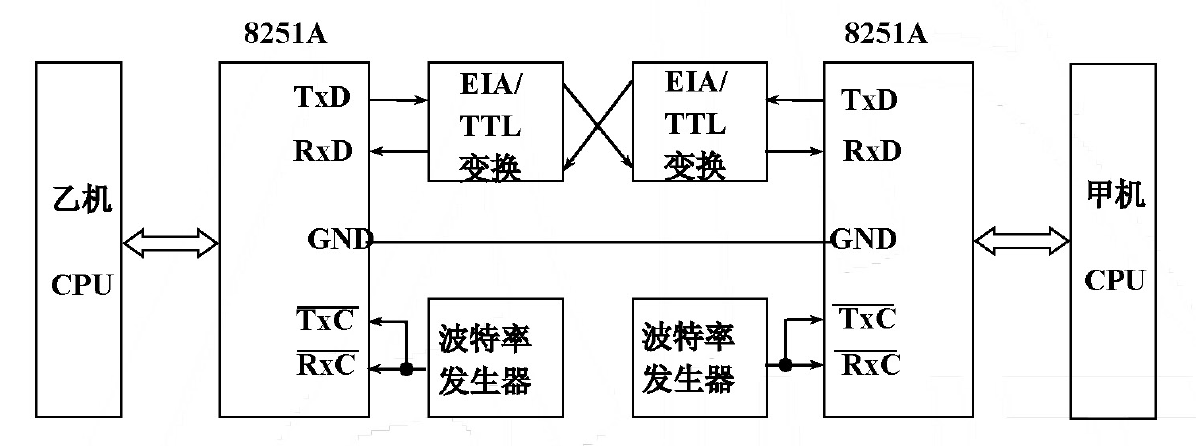 8251A
8251A
乙机
CPU
TxD
RxD
GND
TxC
RxC
EIA/
TTL
变换
EIA/
TTL
变换
波特率
发生器
波特率
发生器
TxD
RxD
GND
TxC
RxC
甲机
CPU